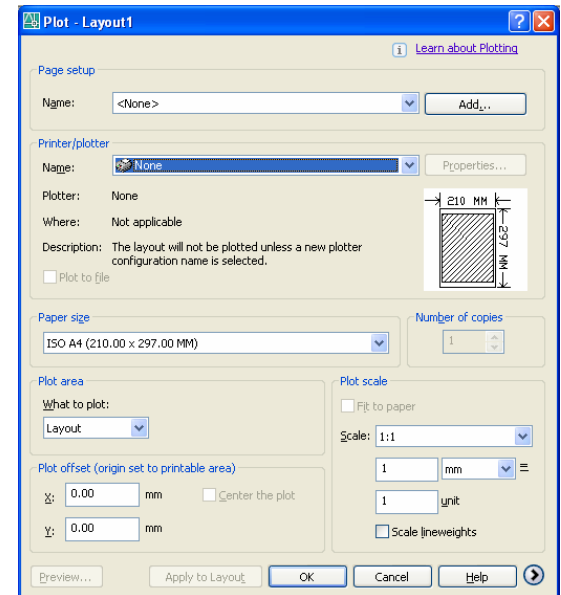 Plot - Layout1
Learn about Plotting
Page setup
Name: <None> Add...
Printer/plotter
Name: None Properties...
Plotter: None
Where: Not applicable
Description: The layout will not be plotted unless a new plotter
configuration name is selected.
Plot to file
210 MM
297 MM
Paper size
ISO A4 (210.00 x 297.00 MM)
Number of copies
1
Plot area
What to plot:
Layout
Plot scale
Fit to paper
Scale: 1:1
1 mm =
1 unit
Scale lineweights
Plot offset (origin set to printable area)
X: 0.00 mm Center the plot
Y: 0.00 mm
Preview... Apply to Layout OK Cancel Help